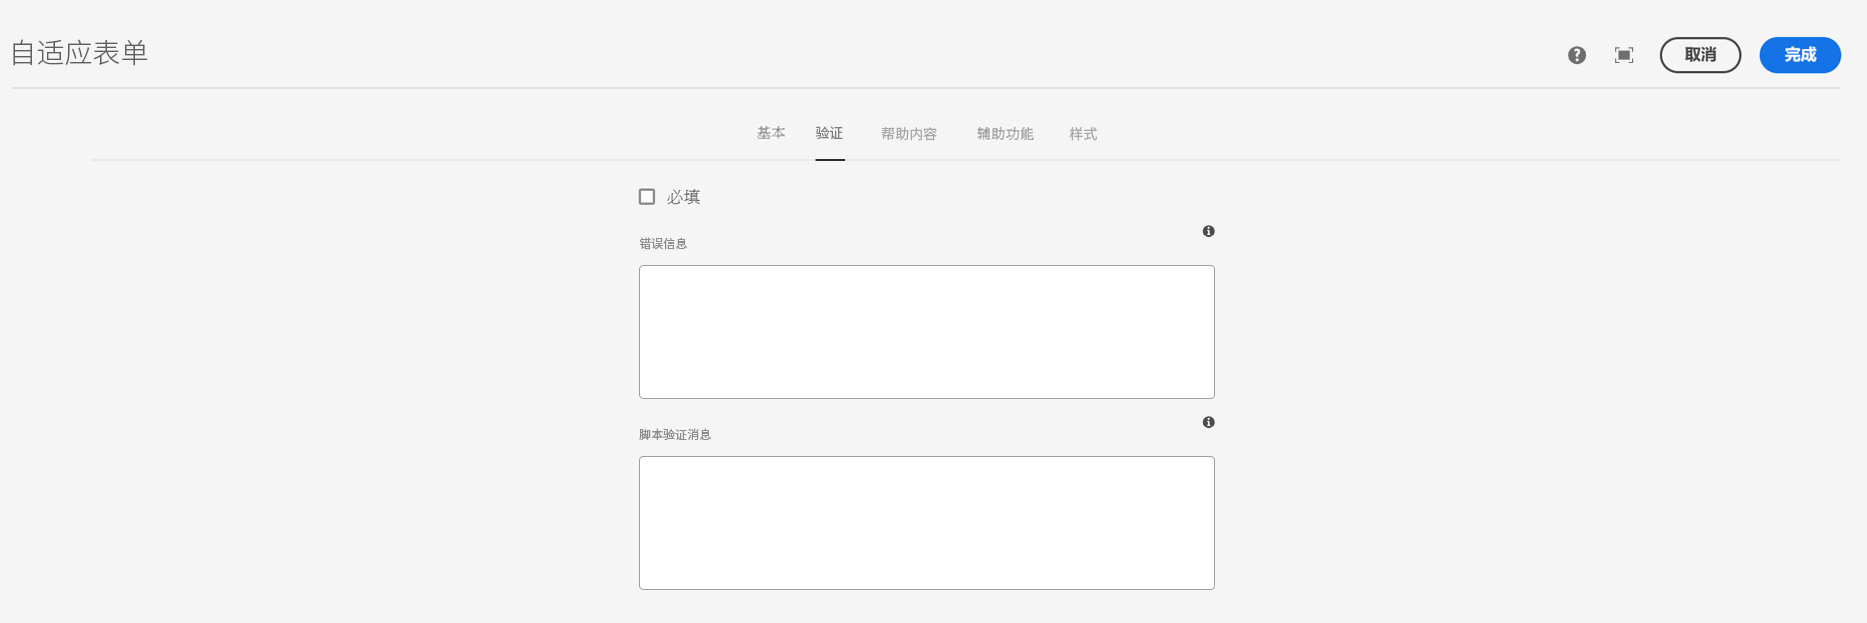 自适应表单
取消
完成
基本
验证
帮助内容
辅助功能
样式
必填
错误信息
脚本验证消息